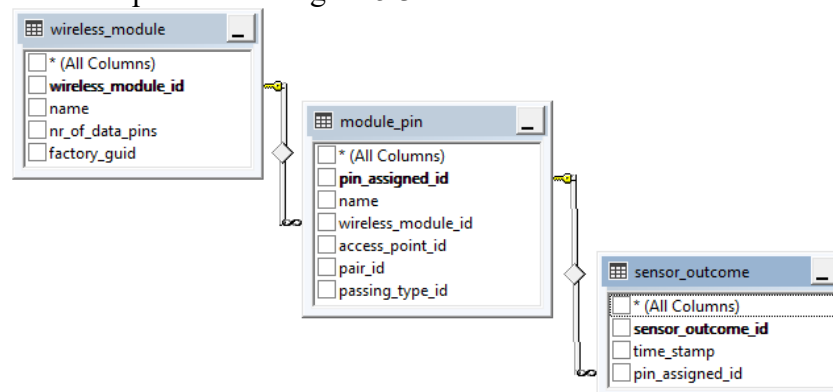 wireless_module
* (All Columns)
wireless_module_id
name
nr_of_data_pins
factory_guid
module_pin
* (All Columns)
pin_assigned_id
name
wireless_module_id
access_point_id
pair_id
passing_type_id
sensor_outcome
* (All Columns)
sensor_outcome_id
time_stamp
pin_assigned_id